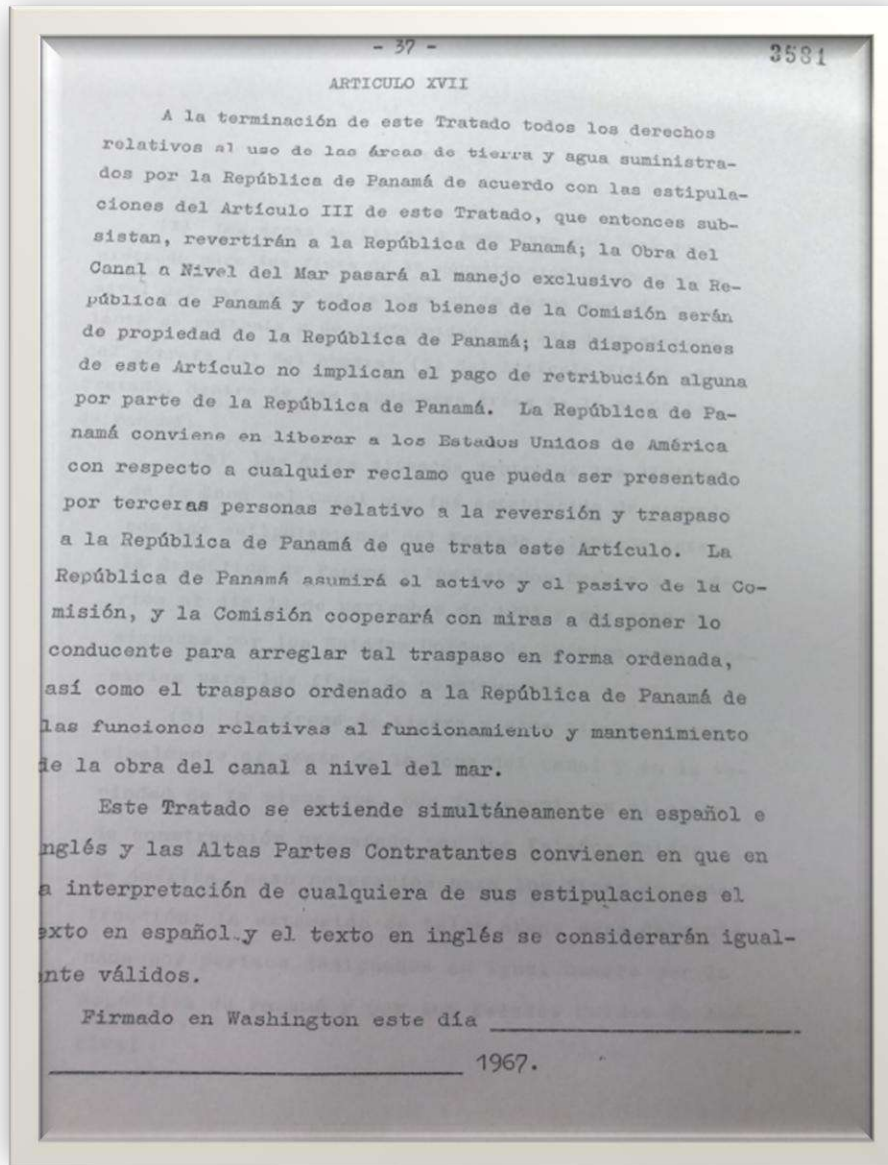 - 37 -
3581
ARTICULO XVII
A la terminación de este Tratado todos los derechos
relativos al uso de las áreas de tierra y agua suministra-
dos por la República de Panamá de acuerdo con las estipula-
ciones del Artículo III de este Tratado, que entonces sub-
sistan, revertirán a la República de Panamá; la Obra del
Canal a Nivel del Mar pasará al manejo exclusivo de la Re-
pública de Panamá y todos los bienes de la Comisión serán
de propiedad de la República de Panamá; las disposiciones
de este Artículo no implican el pago de retribución alguna
por parte de la República de Panamá. La República de Pa-
namá conviene en liberar a los Estados Unidos de América
con respecto a cualquier reclamo que pueda ser presentado
por terceras personas relativo a la reversión y traspaso
a la República de Panamá de que trata este Artículo. La
República de Panamá asumirá el activo y el pasivo de la Co-
misión, y la Comisión cooperará con miras a disponer lo
conducente para arreglar tal traspaso en forma ordenada,
así como el traspaso ordenado a la República de Panamá de
las funciones relativas al funcionamiento y mantenimiento
de la obra del canal a nivel del mar.
Este Tratado se extiende simultáneamente en español e
nglés y las Altas Partes Contratantes convienen en que en
a interpretación de cualquiera de sus estipulaciones el
exto en español y el texto en inglés se considerarán igual-
nte válidos.
Firmado en Washington este día
1967.